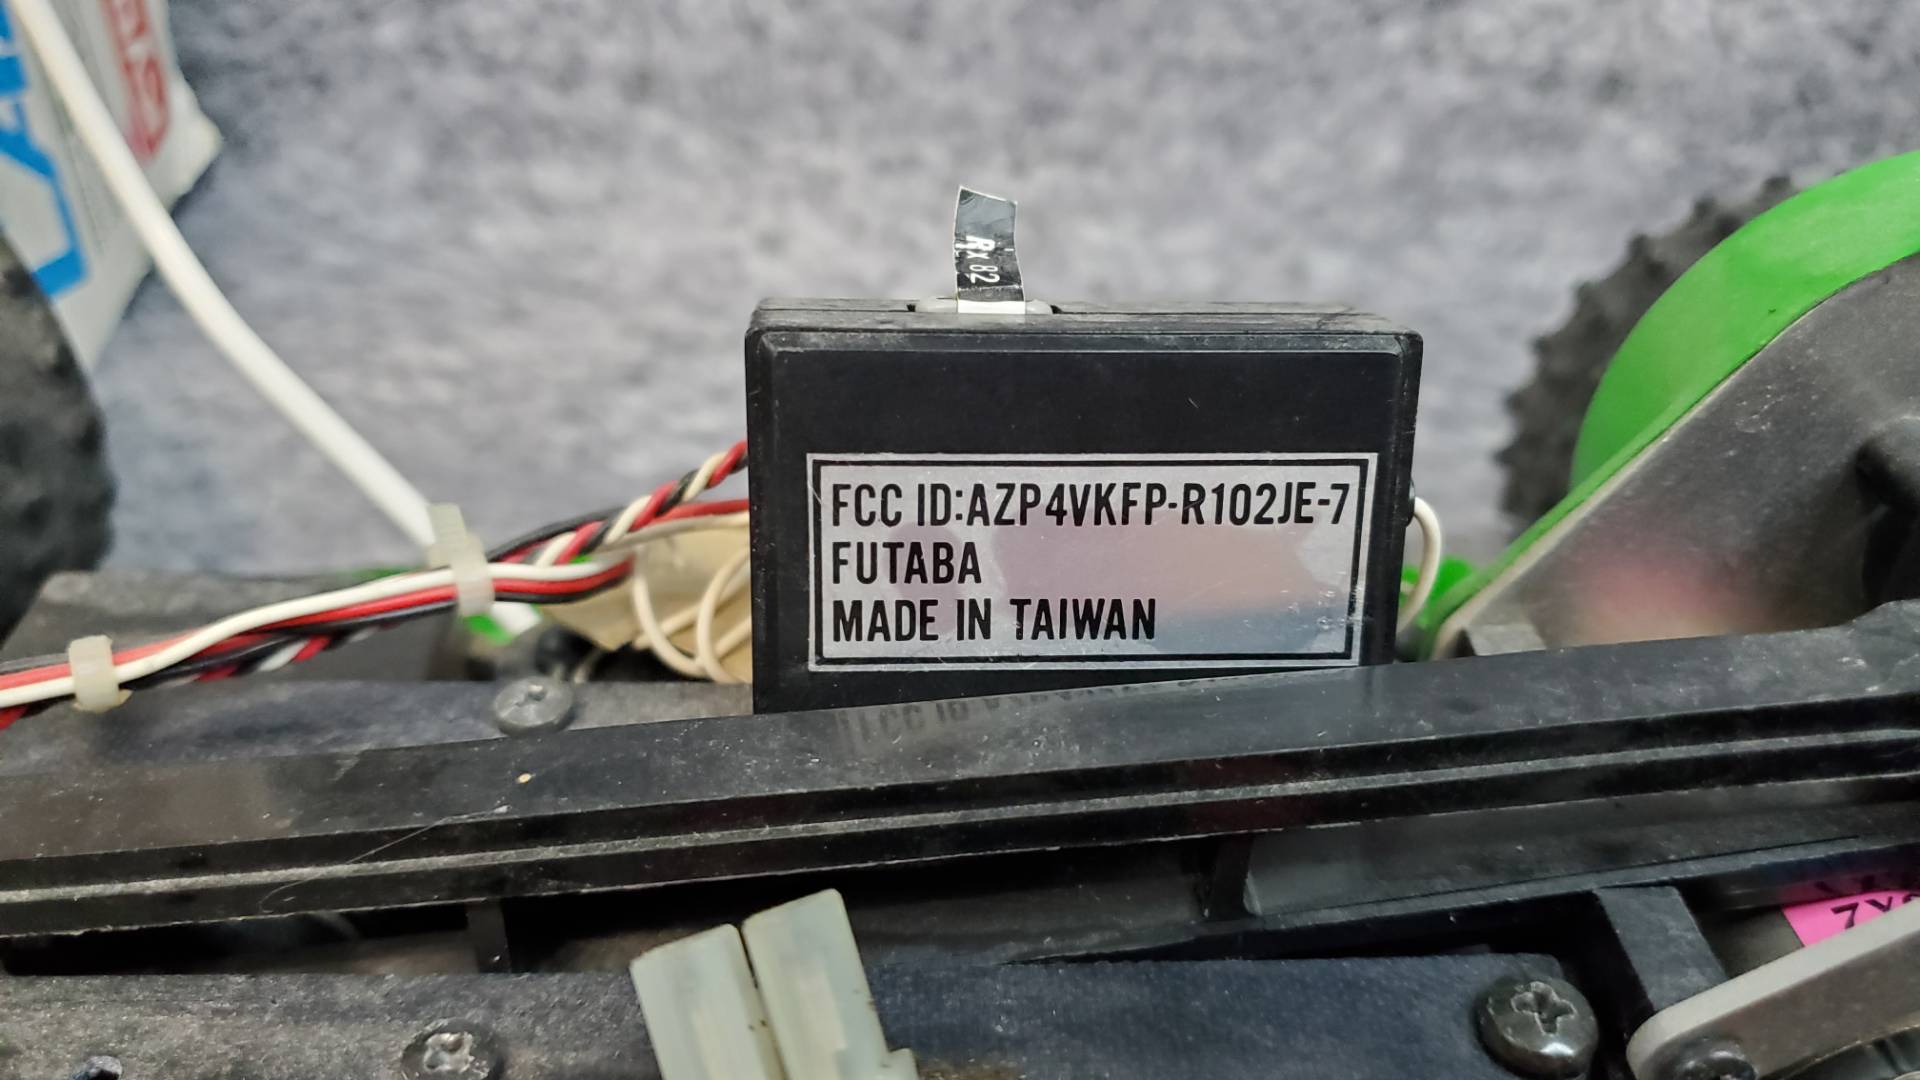 Rx 82
FCC ID:AZP4VKFP-R102JE-7
FUTABA
MADE IN TAIWAN